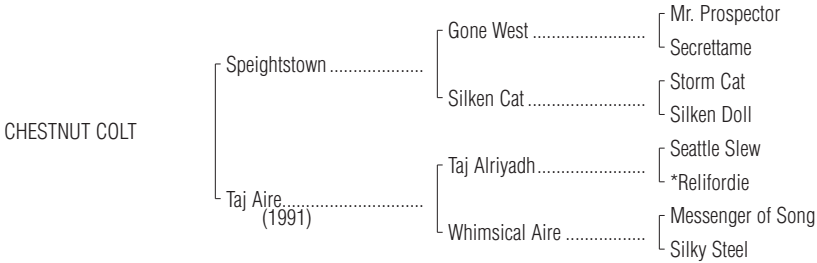 Mr. Prospector
Gone West
Secrettame
Speightstown
Storm Cat
Silken Cat
Silken Doll
CHESTNUT COLT
Seattle Slew
Taj Alriyadh
*Relifordie
Taj Aire
(1991)
Messenger of Song
Whimsical Aire
Silky Steel